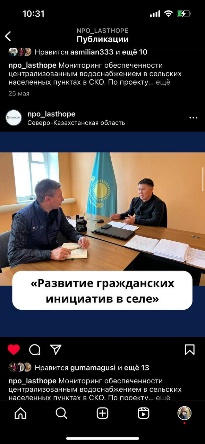 10:31
NPO_LASTHOPE
Публикации
Нравится asmilian333 и ещё 10
npo_lasthope Мониторинг обеспеченности
централизованным водоснабжением в сельских
населенных пунктах в СКО. По проекту... ещё
26 мая
npo_lasthope
Северо-Казахстанская область
«Развитие гражданских
инициатив в селе»
Нравится gumamagusi и ещё 13
npo_lasthope Мониторинг обеспеченности
централизованным водоснабжением в сельских
населенных пунктах в СКО. По проекту... ещё